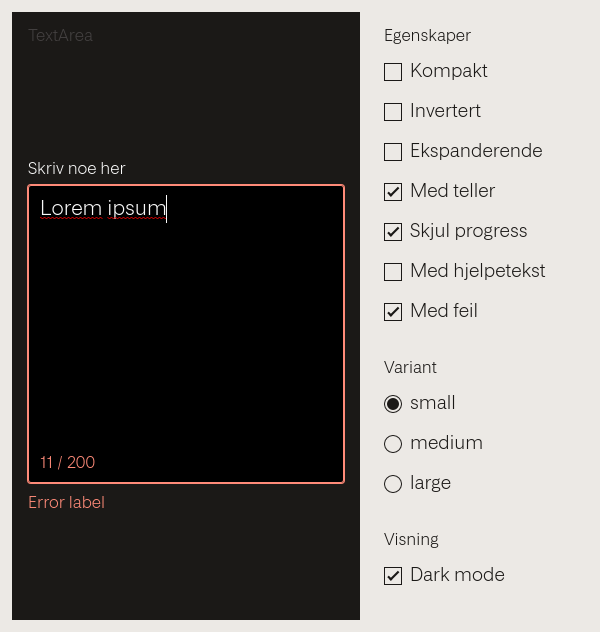 TextArea
Skriv noe her
Lorem ipsum
11 / 200
Error label
Egenskaper
Kompakt
Invertert
Ekspanderende
Med teller
Skjul progress
Med hjelpetekst
Med feil
Variant
small
medium
large
Visning
Dark mode